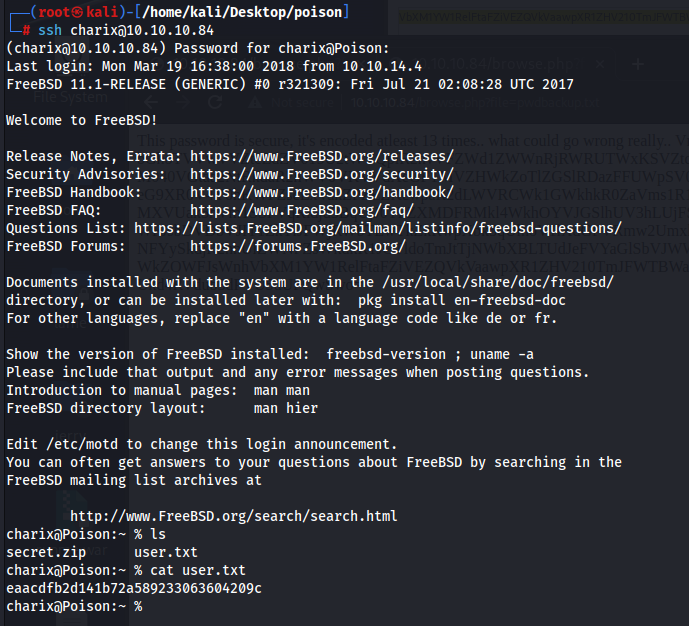 ┌──(root㉿kali)-[/home/kali/Desktop/poison]
└─# ssh charix@10.10.10.84
(charix@10.10.10.84) Password for charix@Poison:
Last login: Mon Mar 19 16:38:00 2018 from 10.10.14.4
FreeBSD 11.1-RELEASE (GENERIC) #0 r321309: Fri Jul 21 02:08:28 UTC 2017

Welcome to FreeBSD!

Release Notes, Errata: https://www.FreeBSD.org/releases/
Security Advisories:   https://www.FreeBSD.org/security/
FreeBSD Handbook:      https://www.FreeBSD.org/handbook/
FreeBSD FAQ:           https://www.FreeBSD.org/faq/
Questions List: https://lists.FreeBSD.org/mailman/listinfo/freebsd-questions/
FreeBSD Forums:        https://forums.FreeBSD.org/

Documents installed with the system are in the /usr/local/share/doc/freebsd/
directory, or can be installed later with:  pkg install en-freebsd-doc
For other languages, replace "en" with a language code like de or fr.

Show the version of FreeBSD installed:  freebsd-version ; uname -a
Please include that output and any error messages when posting questions.
Introduction to manual pages:  man man
FreeBSD directory layout:      man hier

Edit /etc/motd to change this login announcement.
You can often get answers to your questions about FreeBSD by searching in the
FreeBSD mailing list archives at

        http://www.FreeBSD.org/search/search.html
charix@Poison:~ % ls
secret.zip      user.txt
charix@Poison:~ % cat user.txt
eaacdfb2d141b72a589233063604209c
charix@Poison:~ %